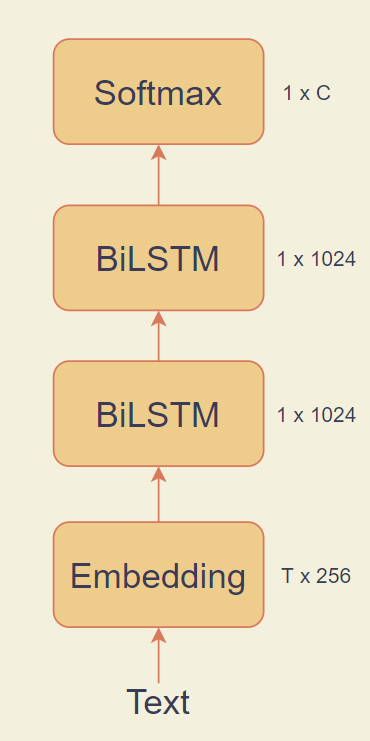 Softmax
1 x C
BiLSTM
1 x 1024
BiLSTM
1 x 1024
Embedding
T x 256
Text